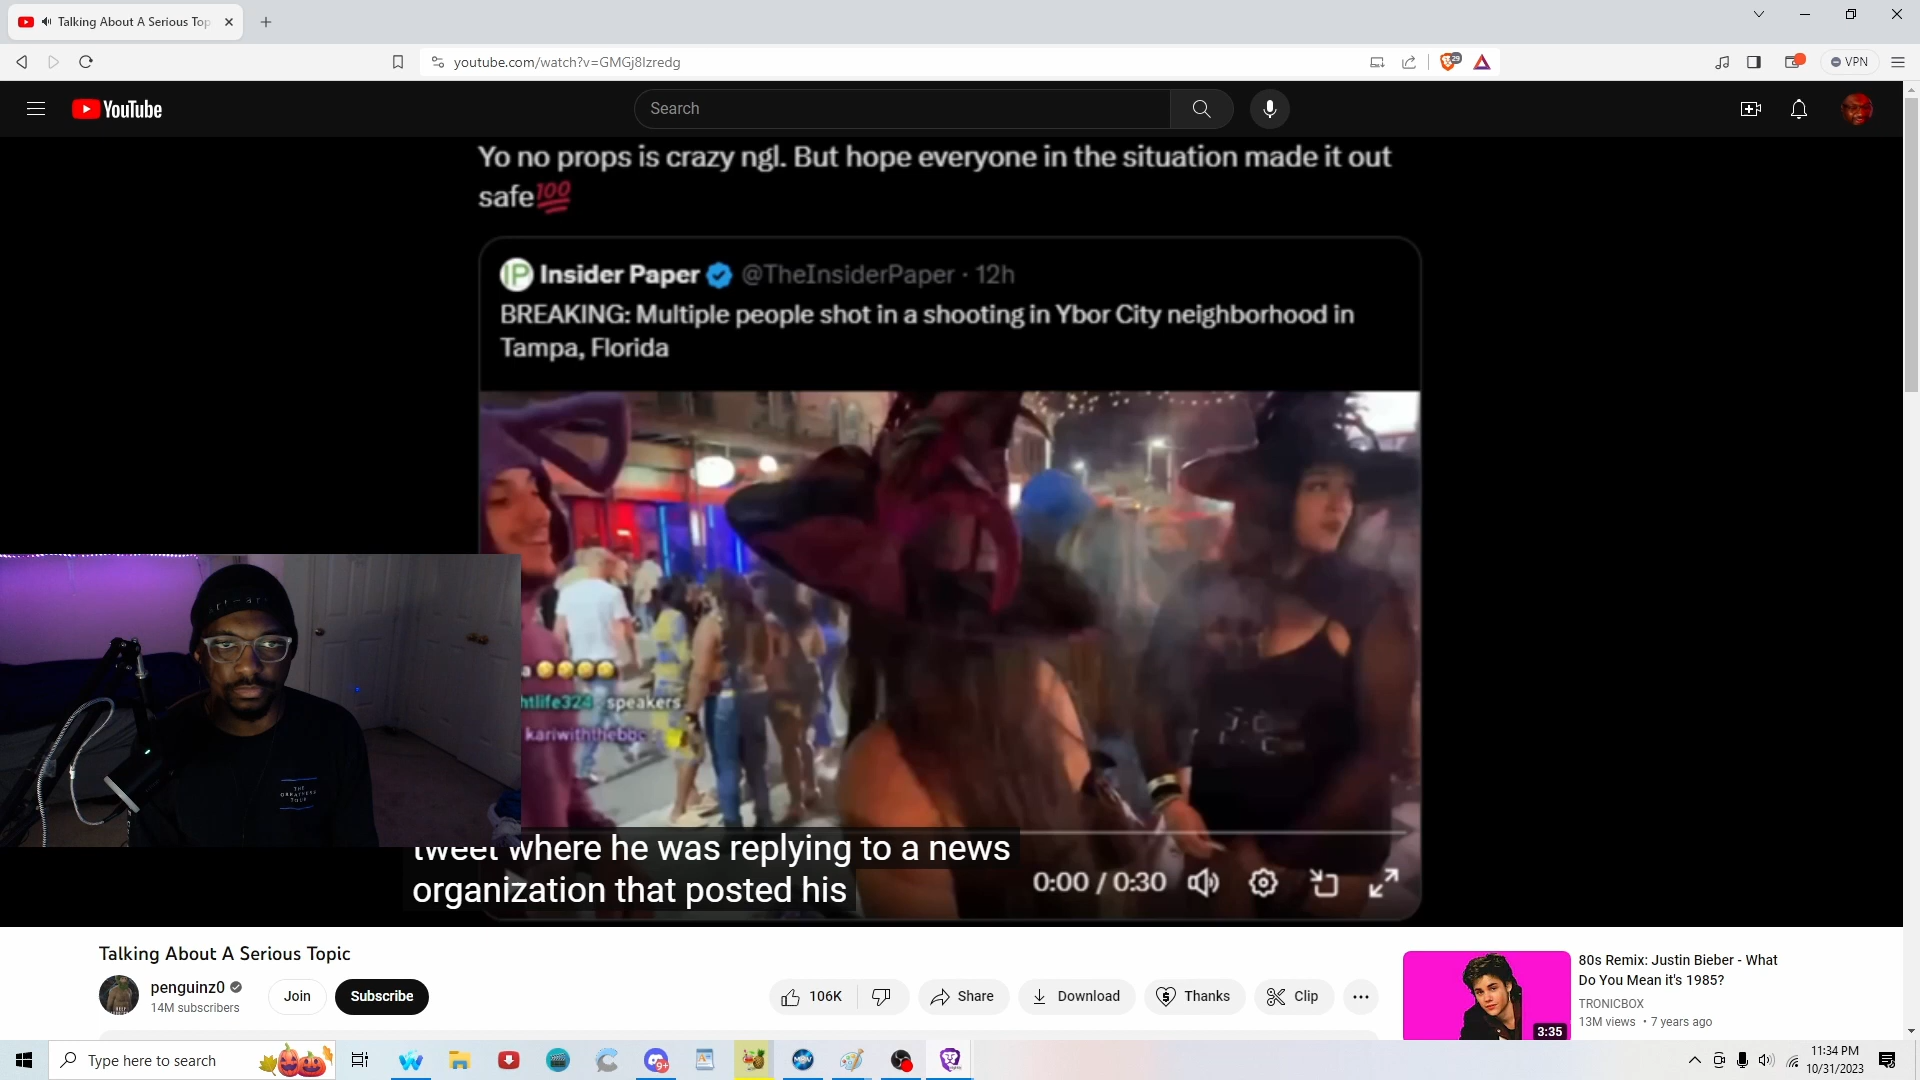 Talking About A Serious Top
youtube.com/watch?v=GMGj8Izredg
29
VPN
YouTube
Search
Yo no props is crazy ngl. But hope everyone in the situation made it out
safe💯
Insider Paper @TheInsiderPaper · 12h
BREAKING: Multiple people shot in a shooting in Ybor City neighborhood in
Tampa, Florida
a
htlife324: speakers
kariwiththebbc
THE
TOUR
tweet where he was replying to a news
organization that posted his
0:00 / 0:30
Talking About A Serious Topic
penguinz0
14M subscribers
Join
Subscribe
106K
Share
Download
Thanks
Clip
80s Remix: Justin Bieber - What
Do You Mean it's 1985?
TRONICBOX
13M views • 7 years ago
3:35
Type here to search
9+
11:34 PM
10/31/2023